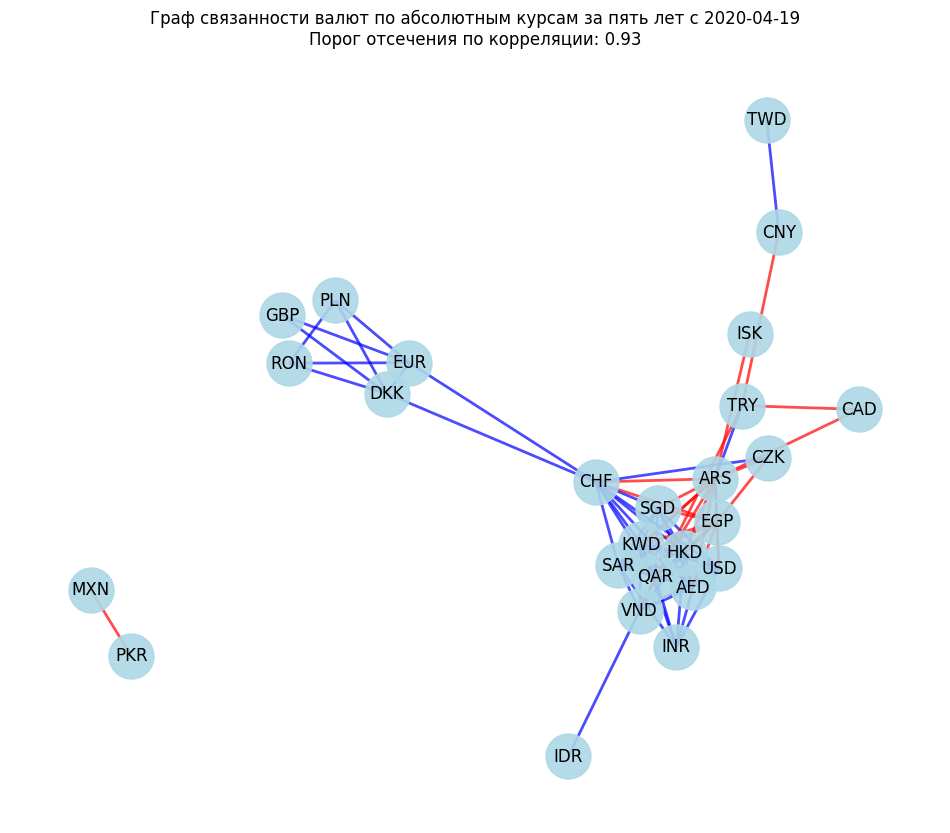 Граф связанности валют по абсолютным курсам за пять лет с 2020-04-19
Порог отсечения по корреляции: 0.93
TWD
CNY
PLN
GBP
ISK
RON
EUR
DKK
TRY
CAD
CZK
CHF
ARS
SGD
EGP
KWD
HKD
SAR
QAR
USD
AED
MXN
VND
INR
PKR
IDR